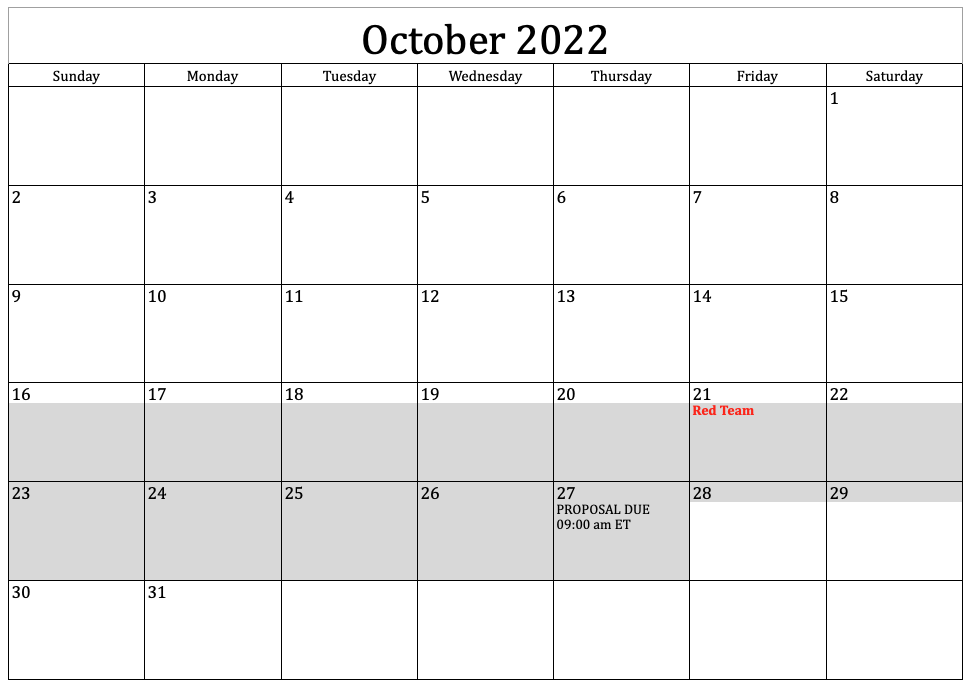 October 2022
Sunday Monday Tuesday Wednesday Thursday Friday Saturday
1
2 3 4 5 6 7 8
9 10 11 12 13 14 15
16 17 18 19 20 21 22
Red Team
23 24 25 26 27 28 29
PROPOSAL DUE
09:00 am ET
30 31